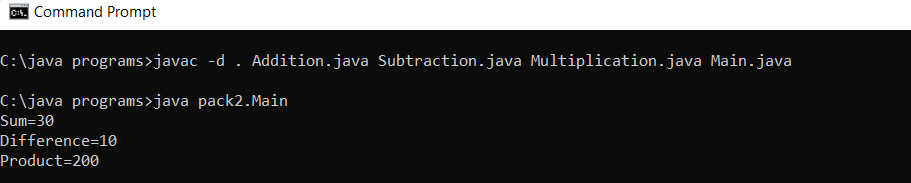 Command Prompt
C:\java programs>javac -d . Addition.java Subtraction.java Multiplication.java Main.java
C:\java programs>java pack2.Main
Sum=30
Difference=10
Product=200